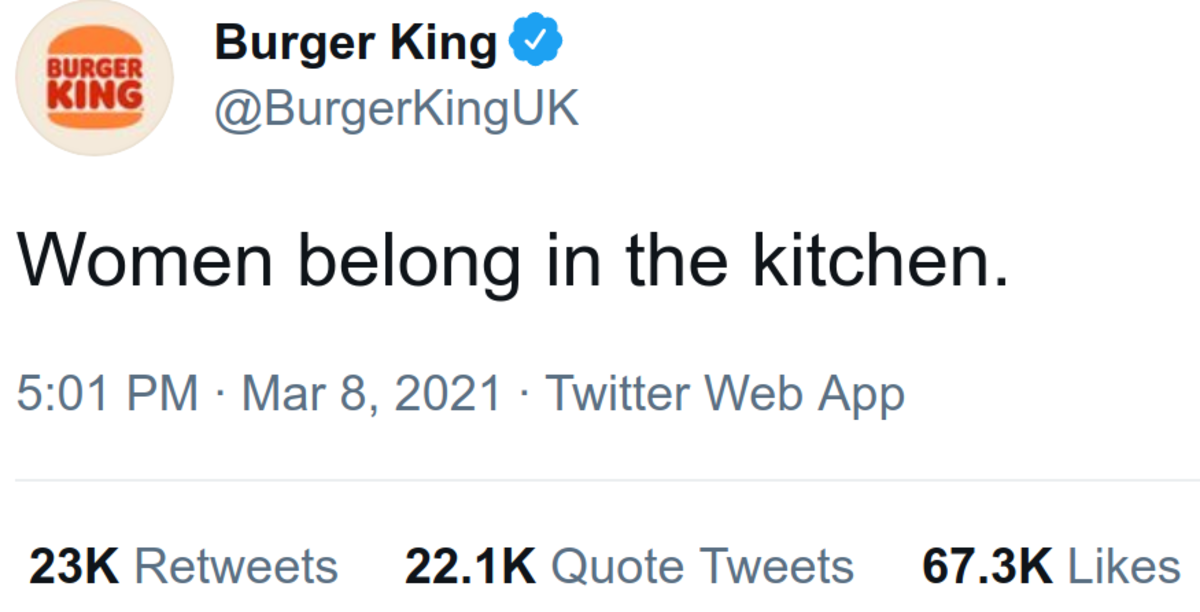 BURGER
KING
Burger King
@BurgerKingUK
Women belong in the kitchen.
5:01 PM · Mar 8, 2021 · Twitter Web App
23K Retweets 22.1K Quote Tweets 67.3K Likes